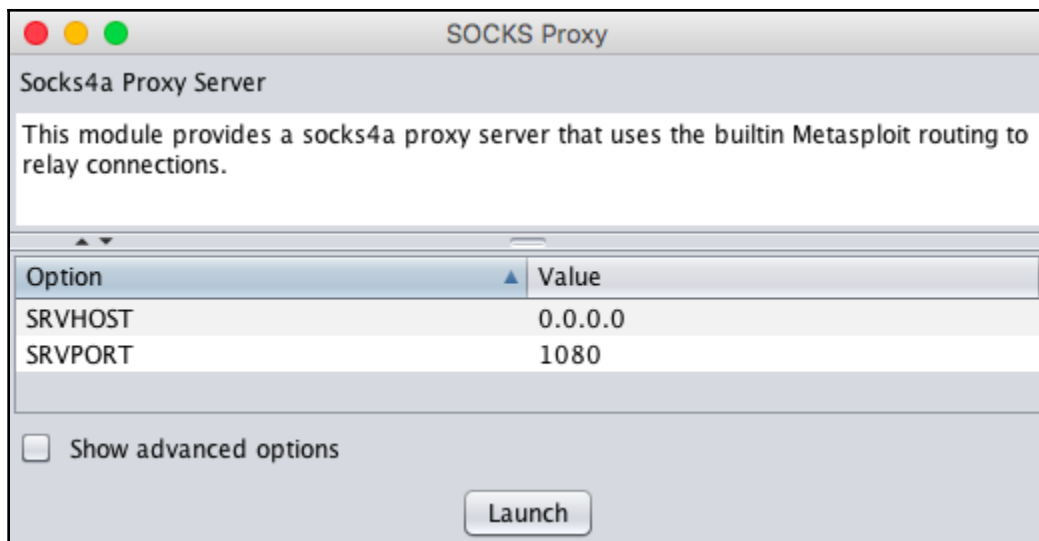 SOCKS Proxy
Socks4a Proxy Server
This module provides a socks4a proxy server that uses the builtin Metasploit routing to
relay connections.
Option Value
SRVHOST 0.0.0.0
SRVPORT 1080
Show advanced options
Launch